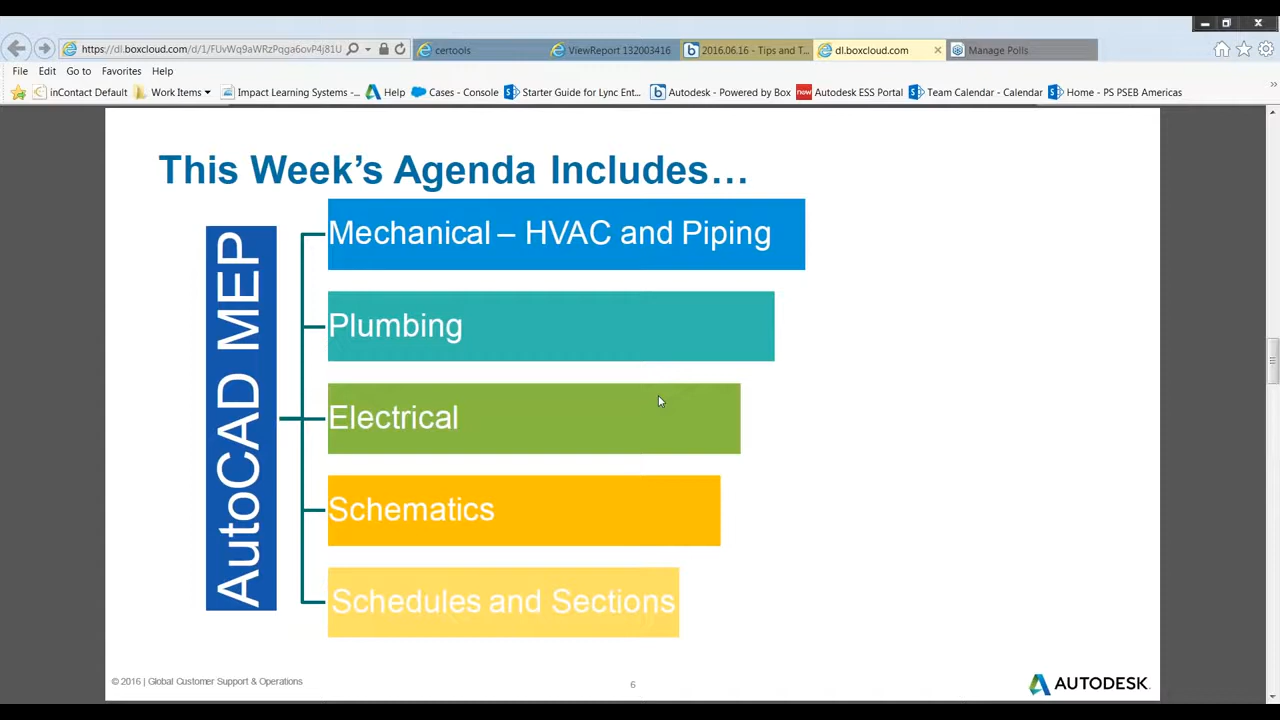 https://dl.boxcloud.com/d/1/FUvWq9aWRzPqga6ovP4j81U
certools
ViewReport 132003416
2016.06.16 - Tips and T...
dl.boxcloud.com
Manage Polls
File Edit Go to Favorites Help
inContact Default
Work Items
Impact Learning Systems -...
Help
Cases - Console
Starter Guide for Lync Ent...
Autodesk - Powered by Box
now Autodesk ESS Portal
Team Calendar - Calendar
Home - PS PSEB Americas
This Week's Agenda Includes...
AutoCAD MEP
Mechanical – HVAC and Piping
Plumbing
Electrical
Schematics
Schedules and Sections
© 2016 | Global Customer Support & Operations
6
AUTODESK.